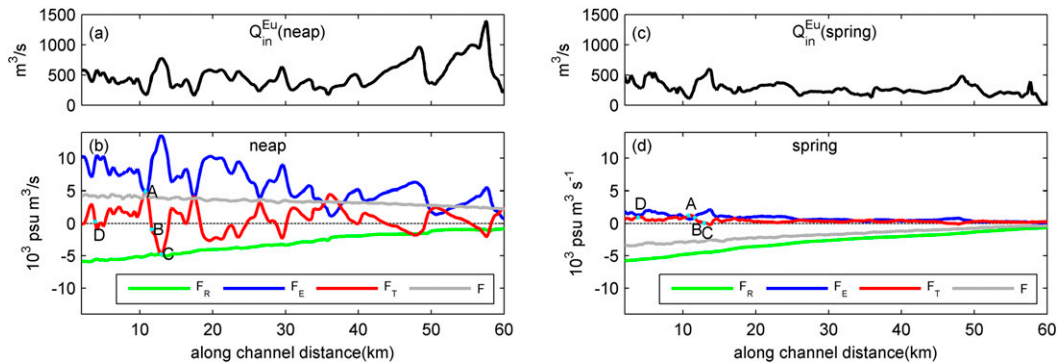 (a) Q_in^Eu(neap)
m³/s
1500
1000
500
0
(c) Q_in^Eu(spring)
m³/s
1500
1000
500
0
(b) neap
10³ psu m³/s
10
5
0
-5
-10
A
B
C
D
F_R F_E F_T F
10 20 30 40 50 60
along channel distance(km)
(d) spring
10³ psu m³ s⁻¹
10
5
0
-5
-10
D
A
B
C
F_R F_E F_T F
10 20 30 40 50 60
along channel distance(km)